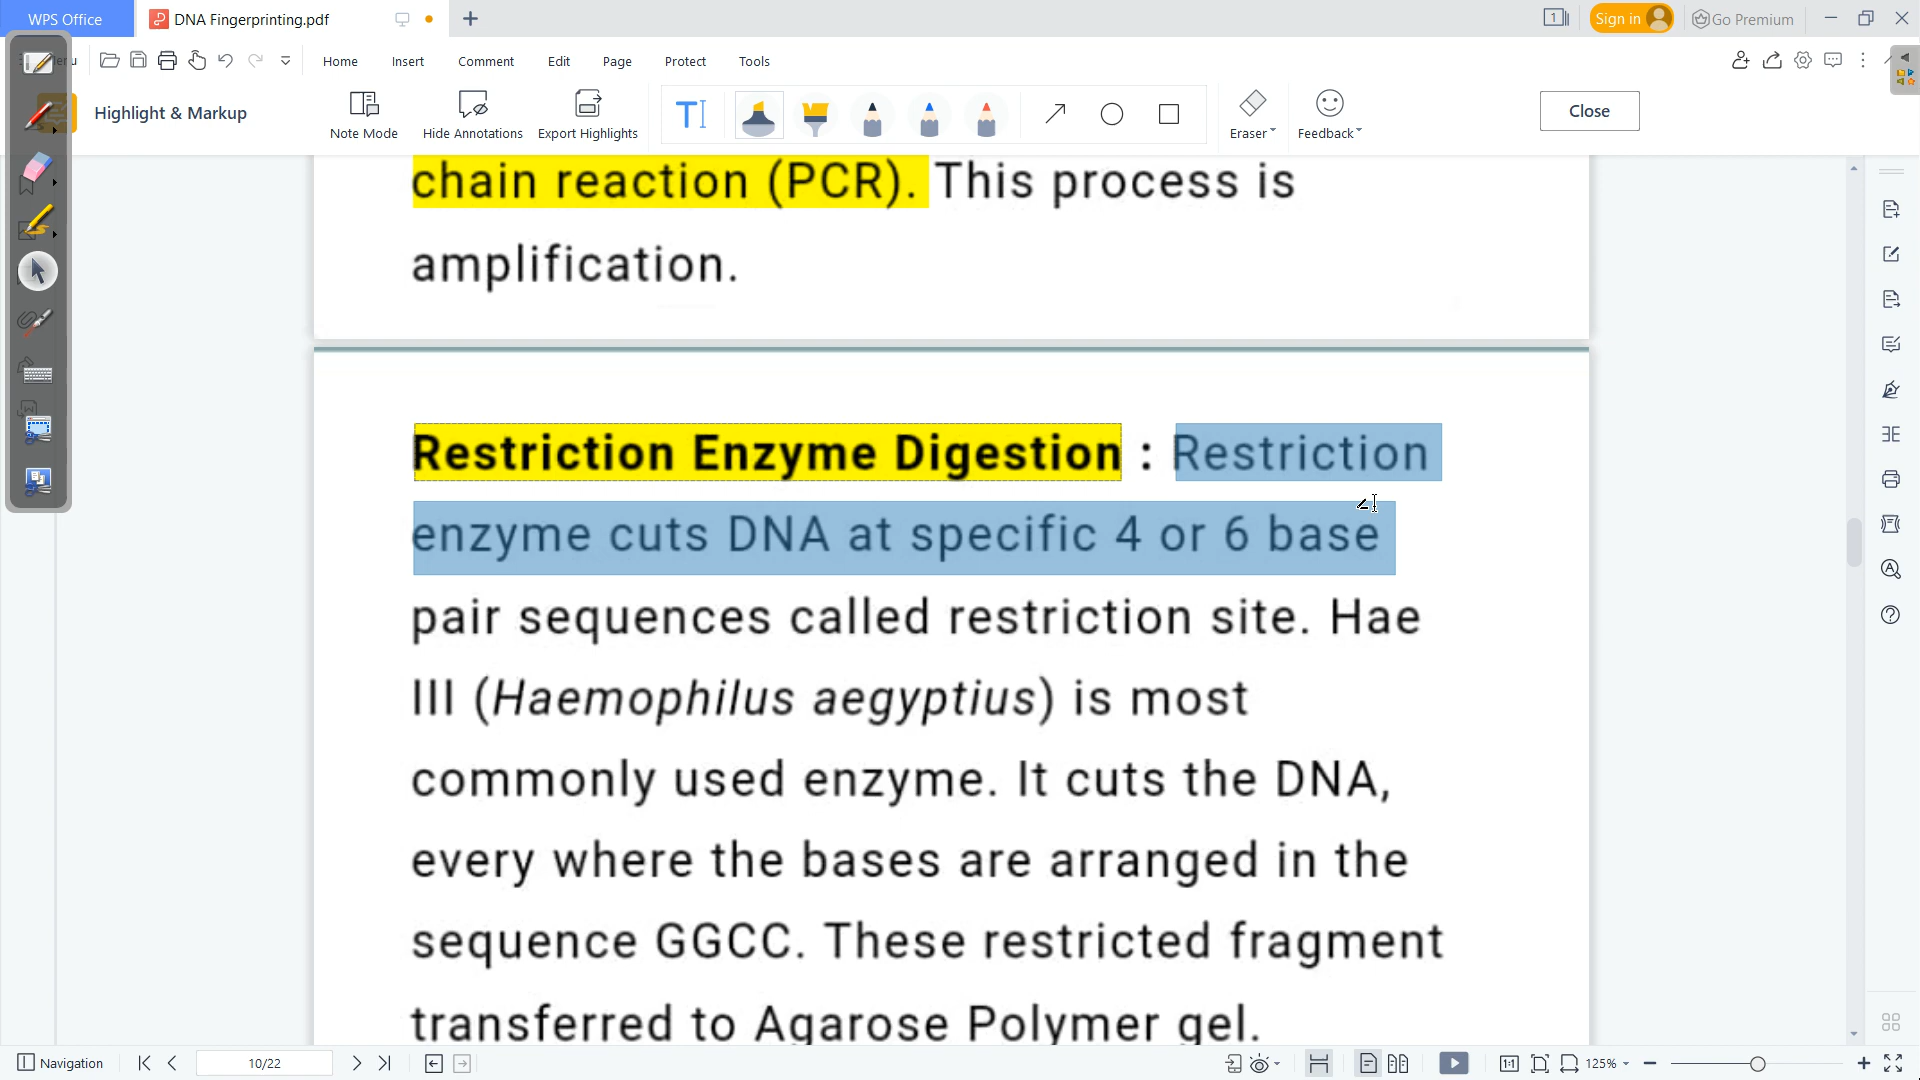 WPS Office
DNA Fingerprinting.pdf
1
Sign in
Go Premium
Home
Insert
Comment
Edit
Page
Protect
Tools
Highlight & Markup
Note Mode
Hide Annotations
Export Highlights
Eraser
Feedback
Close
chain reaction (PCR). This process is
amplification.
Restriction Enzyme Digestion : Restriction
enzyme cuts DNA at specific 4 or 6 base
pair sequences called restriction site. Hae
III (Haemophilus aegyptius) is most
commonly used enzyme. It cuts the DNA,
every where the bases are arranged in the
sequence GGCC. These restricted fragment
transferred to Agarose Polymer gel.
Navigation
10/22
1:1
125%